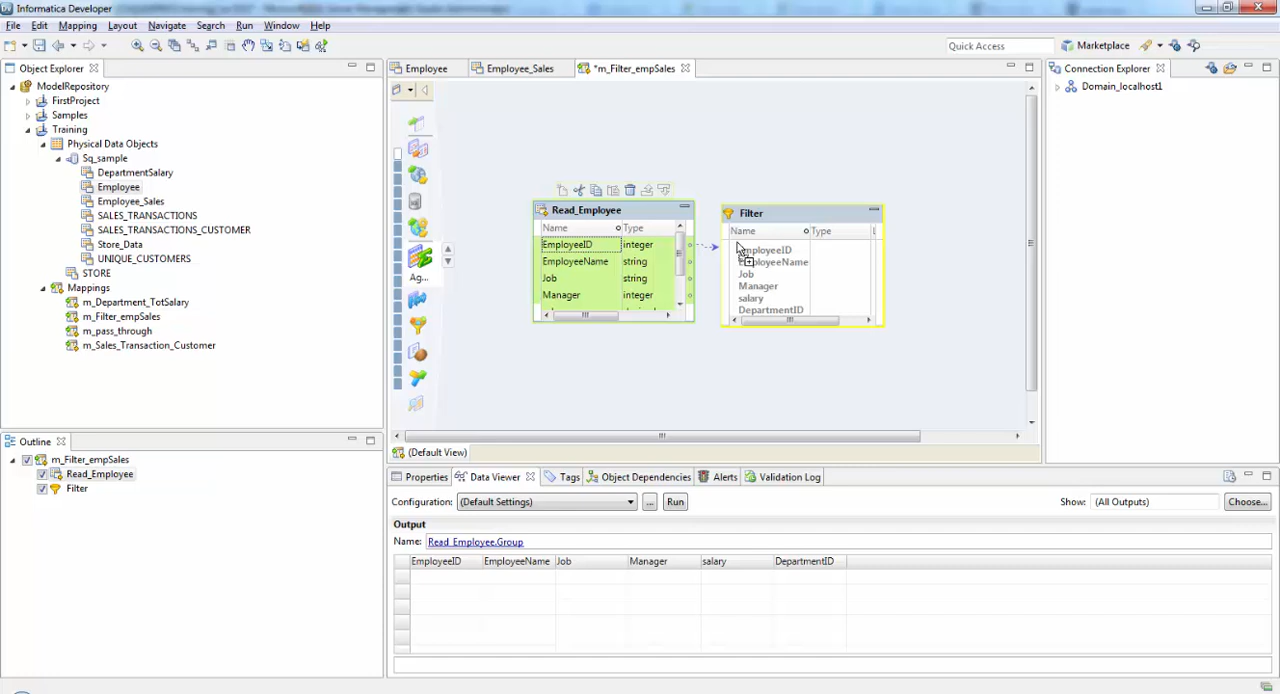 Informatica Developer
File Edit Mapping Layout Navigate Search Run Window Help
Quick Access
Marketplace
Object Explorer
ModelRepository
FirstProject
Samples
Training
Physical Data Objects
Sq_sample
DepartmentSalary
Employee
Employee_Sales
SALES_TRANSACTIONS
SALES_TRANSACTIONS_CUSTOMER
Store_Data
UNIQUE_CUSTOMERS
STORE
Mappings
m_Department_TotSalary
m_Filter_empSales
m_pass_through
m_Sales_Transaction_Customer
Outline
m_Filter_empSales
Read_Employee
Filter
Employee Employee_Sales *m_Filter_empSales
Ag...
Read_Employee
Name Type
EmployeeID integer
EmployeeName string
Job string
Manager integer
Filter
Name Type
mployeeID
ployeeName
Job
Manager
salary
DepartmentID
(Default View)
Connection Explorer
Domain_localhost1
Properties Data Viewer Tags Object Dependencies Alerts Validation Log
Configuration: (Default Settings) ... Run Show: (All Outputs) Choose...
Output
Name: Read_Employee.Group
EmployeeID EmployeeName Job Manager salary DepartmentID